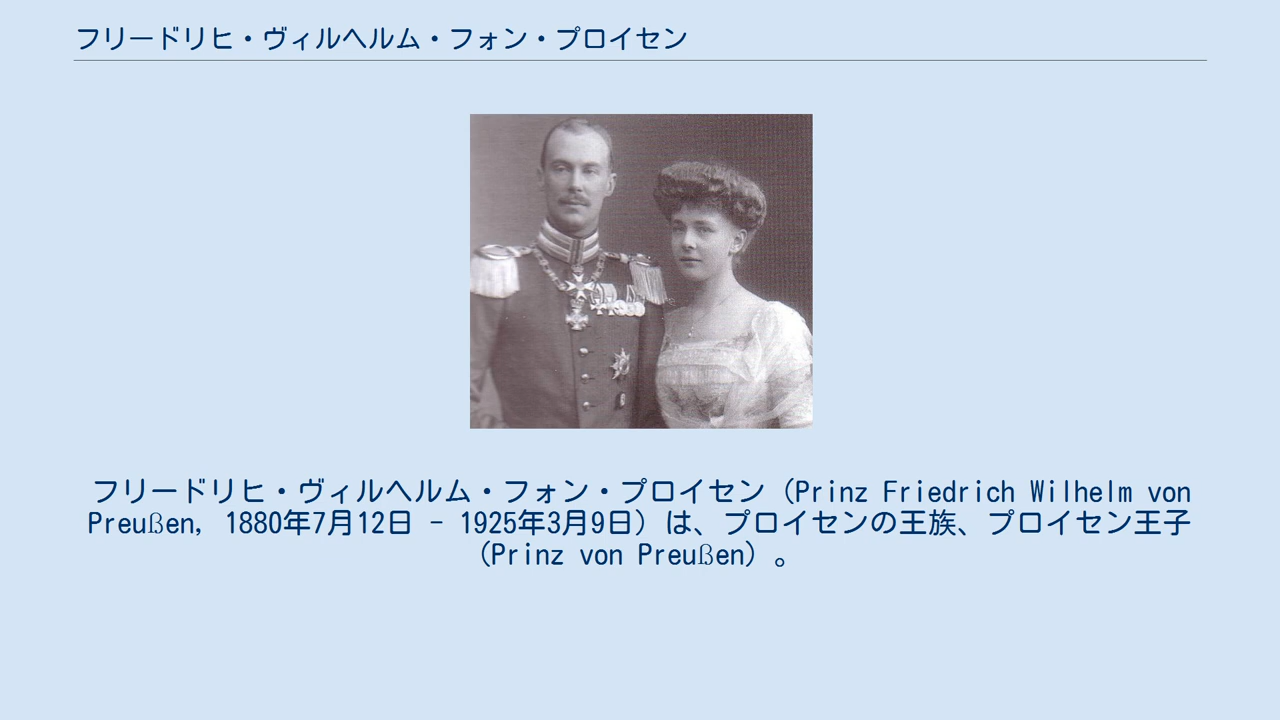 フリードリヒ・ヴィルヘルム・フォン・プロイセン
フリードリヒ・ヴィルヘルム・フォン・プロイセン（Prinz Friedrich Wilhelm von
Preußen, 1880年7月12日 - 1925年3月9日）は、プロイセンの王族、プロイセン王子
（Prinz von Preußen）。